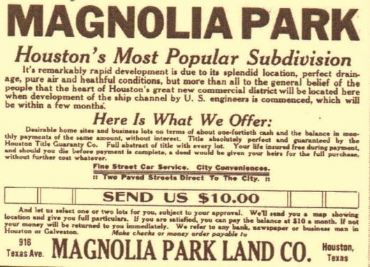 MAGNOLIA PARK
Houston's Most Popular Subdivision
It's remarkably rapid development is due to its splendid location, perfect drain-
age, pure air and heathful conditions, but more than all to the general belief of the
people that the heart of Houston's great new commercial district will be located here
when development of the ship channel by U. S. engineers is commenced, which will
be within a few months.
Here Is What We Offer:
Desirable home sites and business lots on terms of about one-fortieth cash and the balance in mon-
thly payments of the same amount, without interest. Title absolutely perfect and guaranteed by the
Houston Title Guaranty Co. Full abstract of title with every lot. Your life insured free during payment,
and should you die before payment is complete, a deed would be given your heirs for the full purchase,
without further cost whatever.
Fine Street Car Service. City Conveniences.
:: Two Paved Streets Direct To The City. ::
SEND US $10.00
And let us select one or two lots for you, subject to your approval. We'll send you a map showing
location and give you full particulars. If you are satisfied, you can pay the balance at $10 a month. If not
your money will be returned to you immediately. We refer to any bank, newspaper or business man in
Houston or Galveston. Make checks or money order payable to
916
Texas Ave.
MAGNOLIA PARK LAND CO.
Houston,
Texas